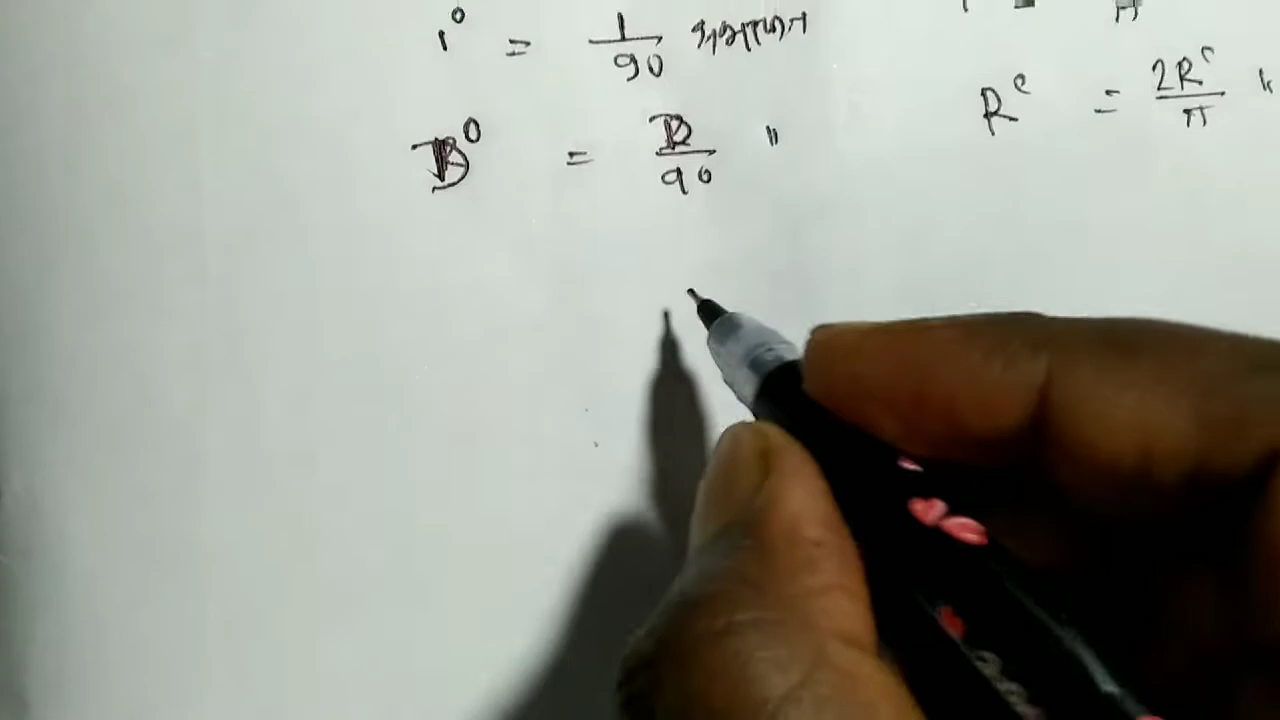 1° = 1/90 সমকোণ
D° = D/90 "
R^c = 2R^c/π "